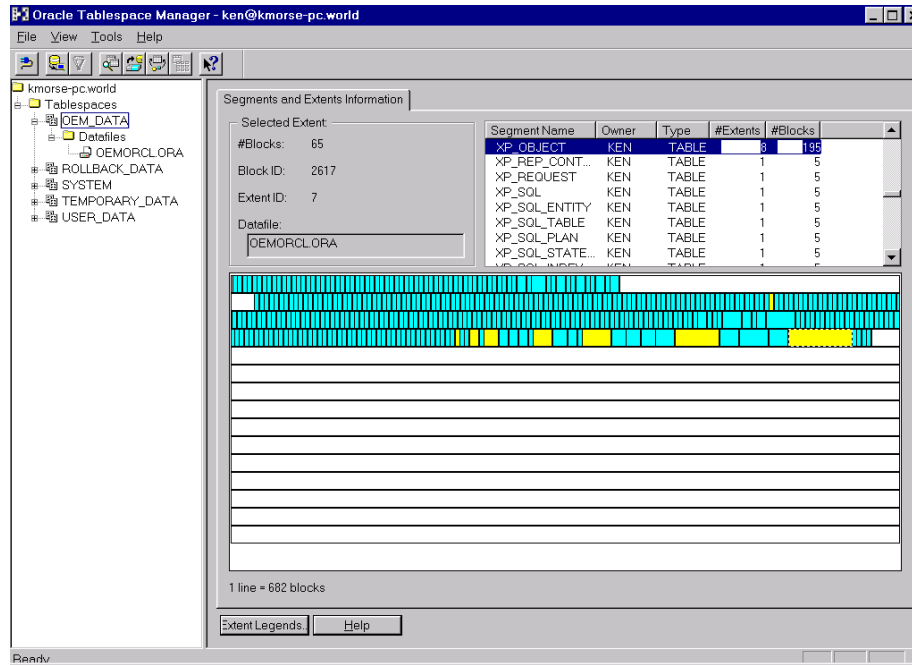 Oracle Tablespace Manager - ken@kmorse-pc.world
File View Tools Help
kmorse-pc.world
Tablespaces
OEM_DATA
Datafiles
OEMORCL.ORA
ROLLBACK_DATA
SYSTEM
TEMPORARY_DATA
USER_DATA
Segments and Extents Information
Selected Extent:
#Blocks: 65
Block ID: 2617
Extent ID: 7
Datafile:
OEMORCL.ORA
Segment Name Owner Type #Extents #Blocks
XP_OBJECT KEN TABLE 8 195
XP_REP_CONT... KEN TABLE 1 5
XP_REQUEST KEN TABLE 1 5
XP_SQL KEN TABLE 1 5
XP_SQL_ENTITY KEN TABLE 1 5
XP_SQL_TABLE KEN TABLE 1 5
XP_SQL_PLAN KEN TABLE 1 5
XP_SQL_STATE... KEN TABLE 1 5
1 line = 682 blocks
Extent Legends.. Help
Ready